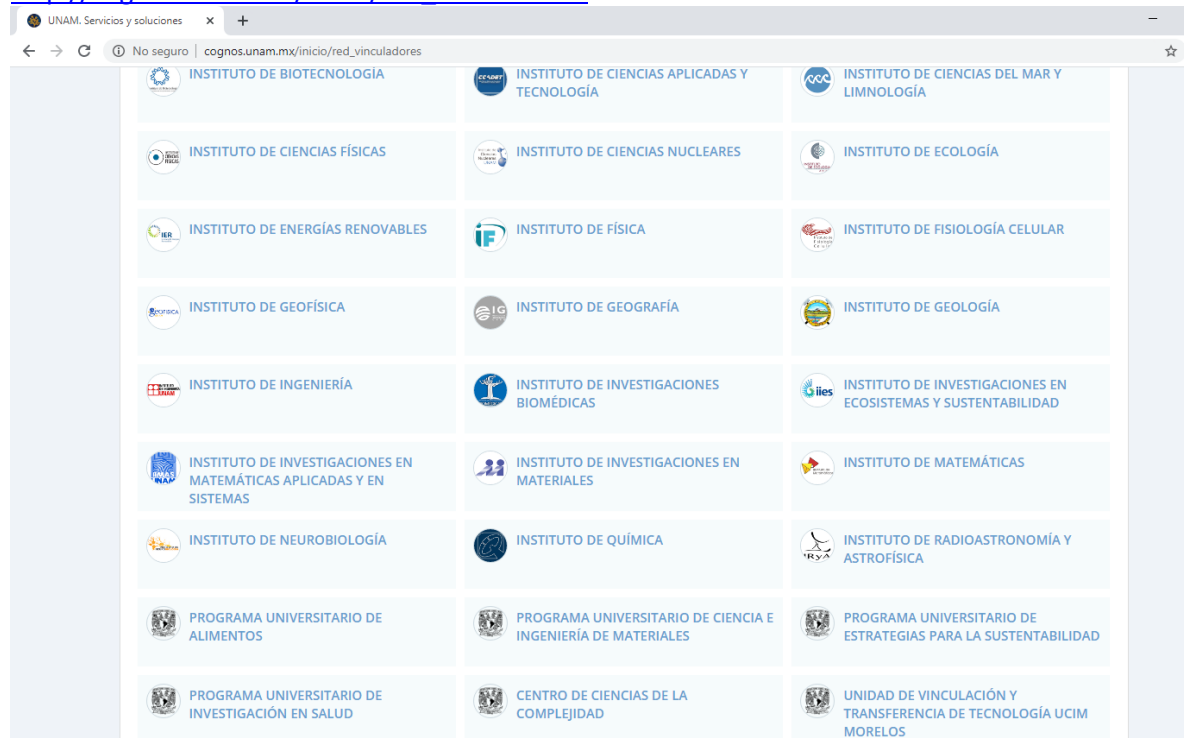 UNAM. Servicios y soluciones
No seguro | cognos.unam.mx/inicio/red_vinculadores
INSTITUTO DE BIOTECNOLOGÍA
INSTITUTO DE CIENCIAS APLICADAS Y
TECNOLOGÍA
INSTITUTO DE CIENCIAS DEL MAR Y
LIMNOLOGÍA
INSTITUTO DE CIENCIAS FÍSICAS
INSTITUTO DE CIENCIAS NUCLEARES
INSTITUTO DE ECOLOGÍA
IER
INSTITUTO DE ENERGÍAS RENOVABLES
iF
INSTITUTO DE FÍSICA
INSTITUTO DE FISIOLOGÍA CELULAR
INSTITUTO DE GEOFÍSICA
IG
INSTITUTO DE GEOGRAFÍA
INSTITUTO DE GEOLOGÍA
INSTITUTO DE INGENIERÍA
INSTITUTO DE INVESTIGACIONES
BIOMÉDICAS
iies
INSTITUTO DE INVESTIGACIONES EN
ECOSISTEMAS Y SUSTENTABILIDAD
INSTITUTO DE INVESTIGACIONES EN
MATEMÁTICAS APLICADAS Y EN
SISTEMAS
INSTITUTO DE INVESTIGACIONES EN
MATERIALES
INSTITUTO DE MATEMÁTICAS
INSTITUTO DE NEUROBIOLOGÍA
INSTITUTO DE QUÍMICA
IRyA
INSTITUTO DE RADIOASTRONOMÍA Y
ASTROFÍSICA
PROGRAMA UNIVERSITARIO DE
ALIMENTOS
PROGRAMA UNIVERSITARIO DE CIENCIA E
INGENIERÍA DE MATERIALES
PROGRAMA UNIVERSITARIO DE
ESTRATEGIAS PARA LA SUSTENTABILIDAD
PROGRAMA UNIVERSITARIO DE
INVESTIGACIÓN EN SALUD
CENTRO DE CIENCIAS DE LA
COMPLEJIDAD
UNIDAD DE VINCULACIÓN Y
TRANSFERENCIA DE TECNOLOGÍA UCIM
MORELOS